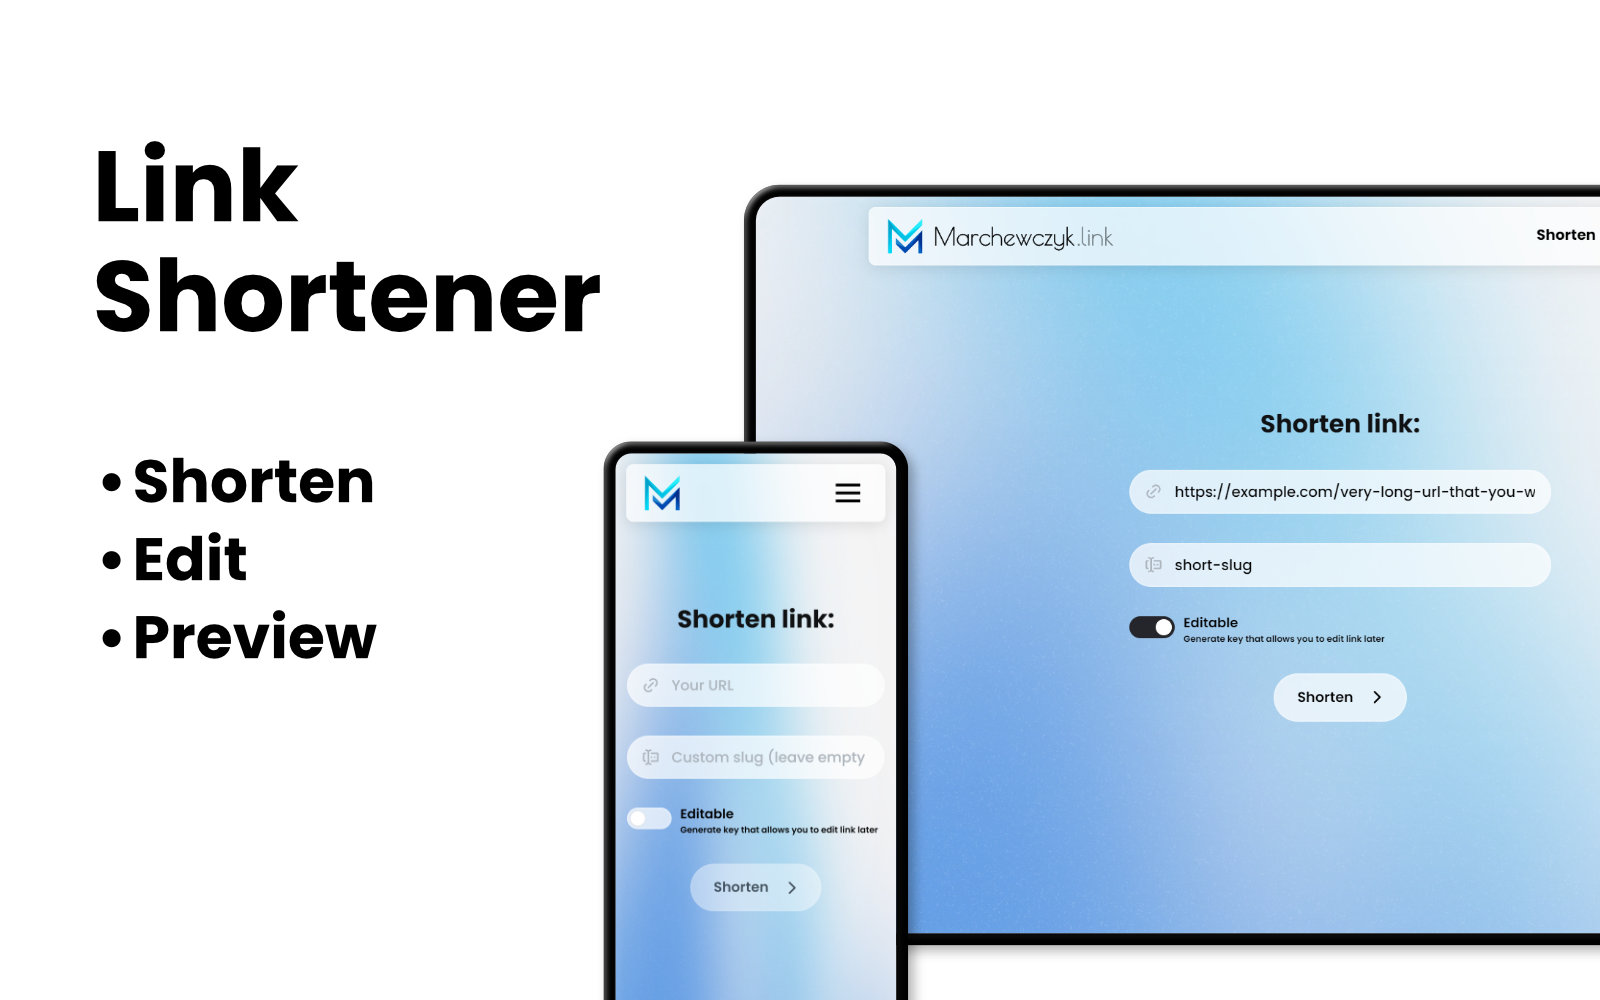 Link
Shortener
• Shorten
• Edit
• Preview
Marchewczyk.link
Shorten
Shorten link:
https://example.com/very-long-url-that-you-w
short-slug
Editable
Generate key that allows you to edit link later
Shorten
Shorten link:
Your URL
Custom slug (leave empty
Editable
Generate key that allows you to edit link later
Shorten